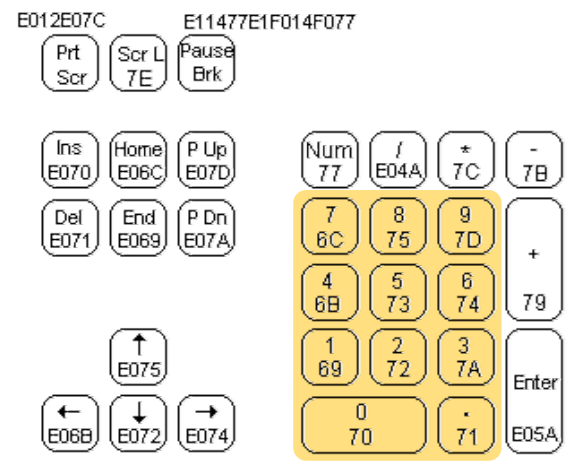 E012E07C
E11477E1F014F077
Prt
Scr
Scr L
7E
Pause
Brk
Ins
E070
Home
E06C
P Up
E07D
Num
77
/
E04A
*
7C
-
7B
Del
E071
End
E069
P Dn
E07A
7
6C
8
75
9
7D
+
79
4
6B
5
73
6
74
↑
E075
1
69
2
72
3
7A
Enter
E05A
←
E06B
↓
E072
→
E074
0
70
.
71